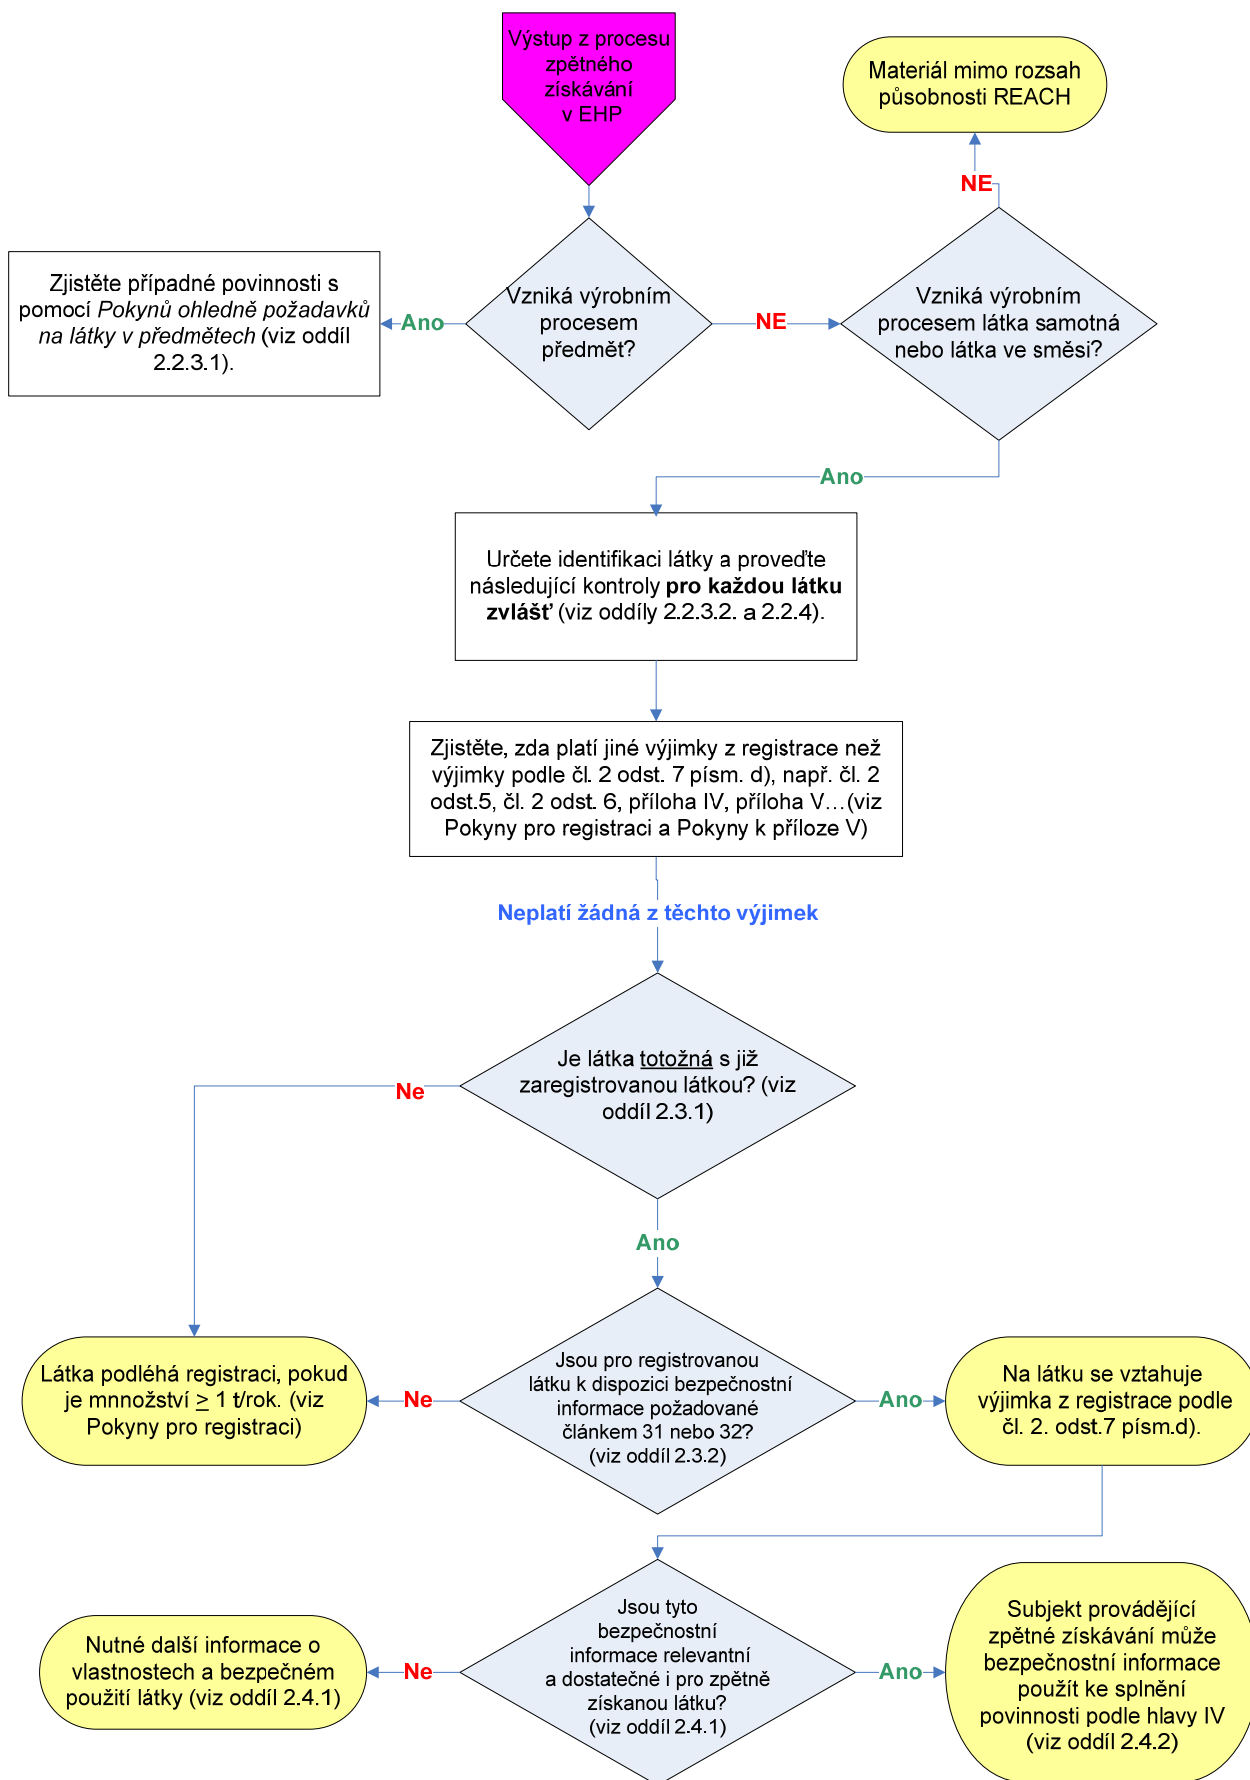 Výstup z procesu
zpětného
získávání
v EHP
Materiál mimo rozsah
působnosti REACH
NE
Zjistěte případné povinnosti s
pomocí Pokynů ohledně požadavků
na látky v předmětech (viz oddíl
2.2.3.1).
Ano
Vzniká výrobním
procesem
předmět?
NE
Vzniká výrobním
procesem látka samotná
nebo látka ve směsi?
Ano
Určete identifikaci látky a proveďte
následující kontroly pro každou látku
zvlášť (viz oddíly 2.2.3.2. a 2.2.4).
Zjistěte, zda platí jiné výjimky z registrace než
výjimky podle čl. 2 odst. 7 písm. d), např. čl. 2
odst.5, čl. 2 odst. 6, příloha IV, příloha V…(viz
Pokyny pro registraci a Pokyny k příloze V)
Neplatí žádná z těchto výjimek
Je látka totožná s již
zaregistrovanou látkou? (viz
oddíl 2.3.1)
Ne
Ano
Látka podléhá registraci, pokud
je mnnožství ≥ 1 t/rok. (viz
Pokyny pro registraci)
Ne
Jsou pro registrovanou
látku k dispozici bezpečnostní
informace požadované
článkem 31 nebo 32?
(viz oddíl 2.3.2)
Ano
Na látku se vztahuje
výjimka z registrace podle
čl. 2. odst.7 písm.d).
Nutné další informace o
vlastnostech a bezpečném
použití látky (viz oddíl 2.4.1)
Ne
Jsou tyto
bezpečnostní
informace relevantní
a dostatečné i pro zpětně
získanou látku?
(viz oddíl 2.4.1)
Ano
Subjekt provádějící
zpětné získávání může
bezpečnostní informace
použít ke splnění
povinnosti podle hlavy IV
(viz oddíl 2.4.2)